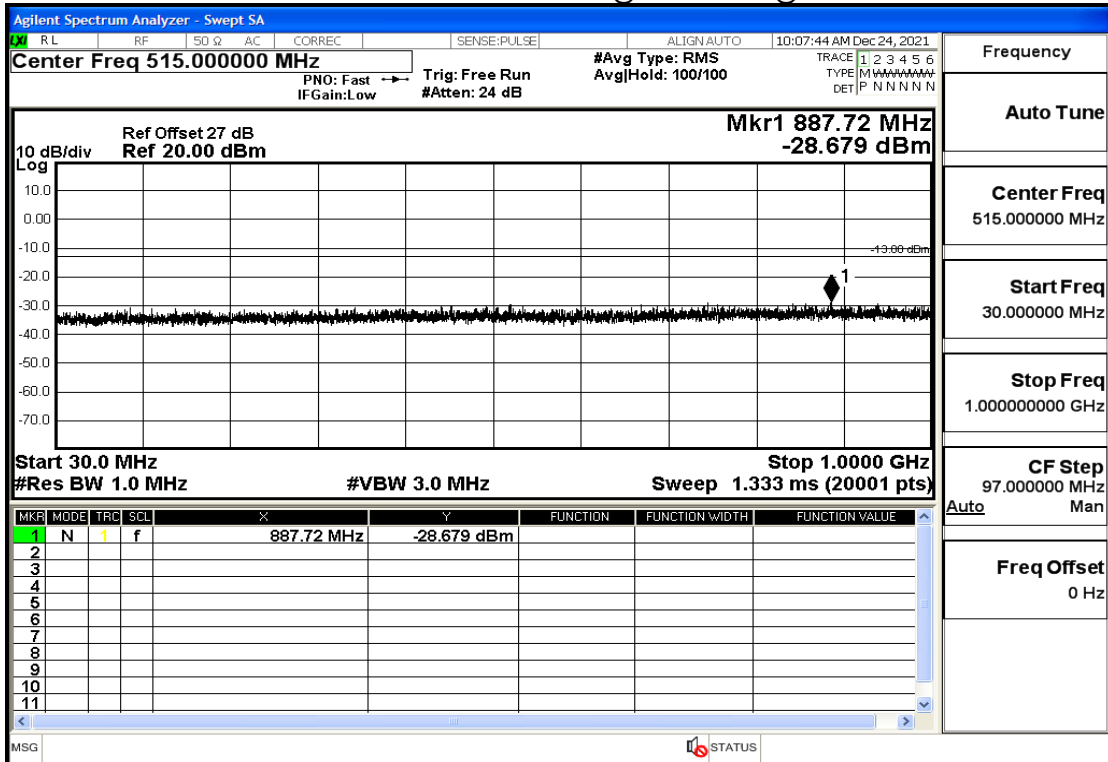 Agilent Spectrum Analyzer - Swept SA
LXI RL RF 50 Ω AC CORREC SENSE:PULSE ALIGN AUTO 10:07:44 AM Dec 24, 2021
Center Freq 515.000000 MHz
PNO: Fast
IFGain:Low
Trig: Free Run
#Atten: 24 dB
#Avg Type: RMS
Avg|Hold: 100/100
TRACE 1 2 3 4 5 6
TYPE M WWWWW
DET P N N N N N
Ref Offset 27 dB
Ref 20.00 dBm
10 dB/div
Log
Mkr1 887.72 MHz
-28.679 dBm
10.0
0.00
-10.0
-13.00 dBm
-20.0
1
-30.0
-40.0
-50.0
-60.0
-70.0
Start 30.0 MHz
Stop 1.0000 GHz
#Res BW 1.0 MHz
#VBW 3.0 MHz
Sweep 1.333 ms (20001 pts)
MKR MODE TRC SCL X Y FUNCTION FUNCTION WIDTH FUNCTION VALUE
1 N 1 f 887.72 MHz -28.679 dBm
2
3
4
5
6
7
8
9
10
11
MSG
STATUS
Frequency
Auto Tune
Center Freq
515.000000 MHz
Start Freq
30.000000 MHz
Stop Freq
1.000000000 GHz
CF Step
97.000000 MHz
Auto Man
Freq Offset
0 Hz